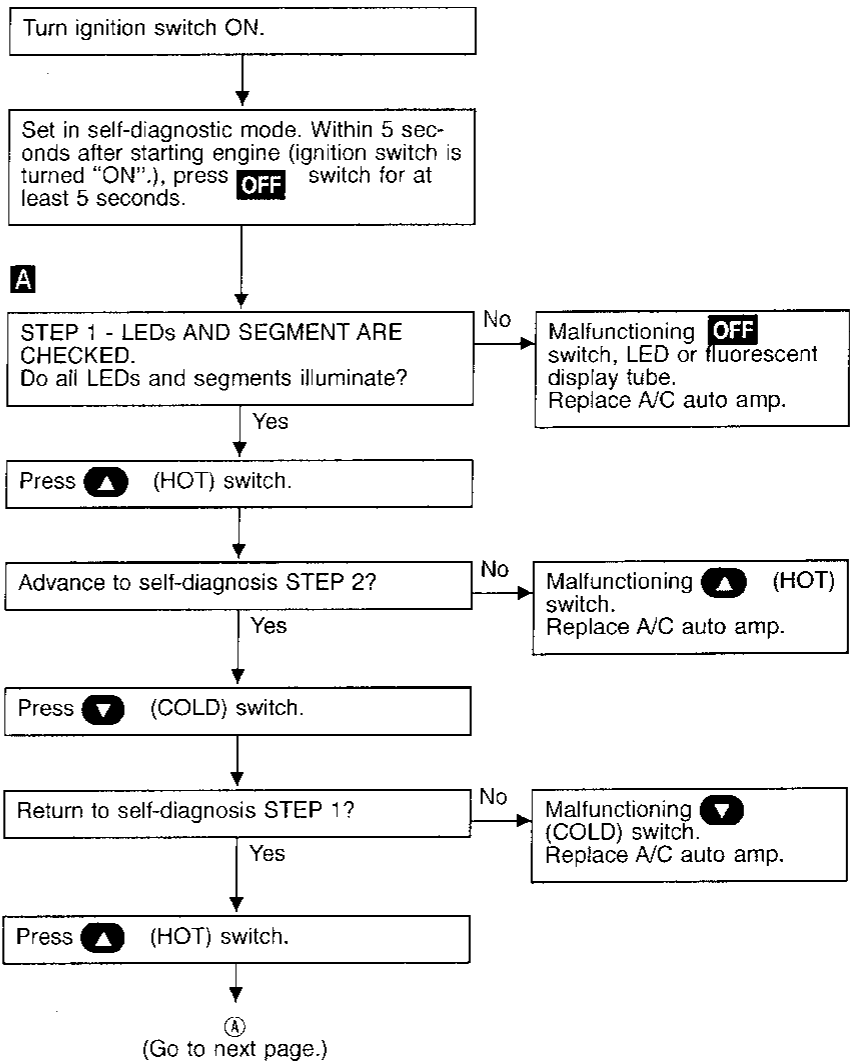 Turn ignition switch ON.
Set in self-diagnostic mode. Within 5 sec-
onds after starting engine (ignition switch is
turned “ON”.), press OFF switch for at
least 5 seconds.
A
STEP 1 - LEDs AND SEGMENT ARE
CHECKED.
Do all LEDs and segments illuminate?
No
Malfunctioning OFF
switch, LED or fluorescent
display tube.
Replace A/C auto amp.
Yes
Press ▲ (HOT) switch.
Advance to self-diagnosis STEP 2?
No
Malfunctioning ▲ (HOT)
switch.
Replace A/C auto amp.
Yes
Press ▼ (COLD) switch.
Return to self-diagnosis STEP 1?
No
Malfunctioning ▼
(COLD) switch.
Replace A/C auto amp.
Yes
Press ▲ (HOT) switch.
Ⓐ
(Go to next page.)